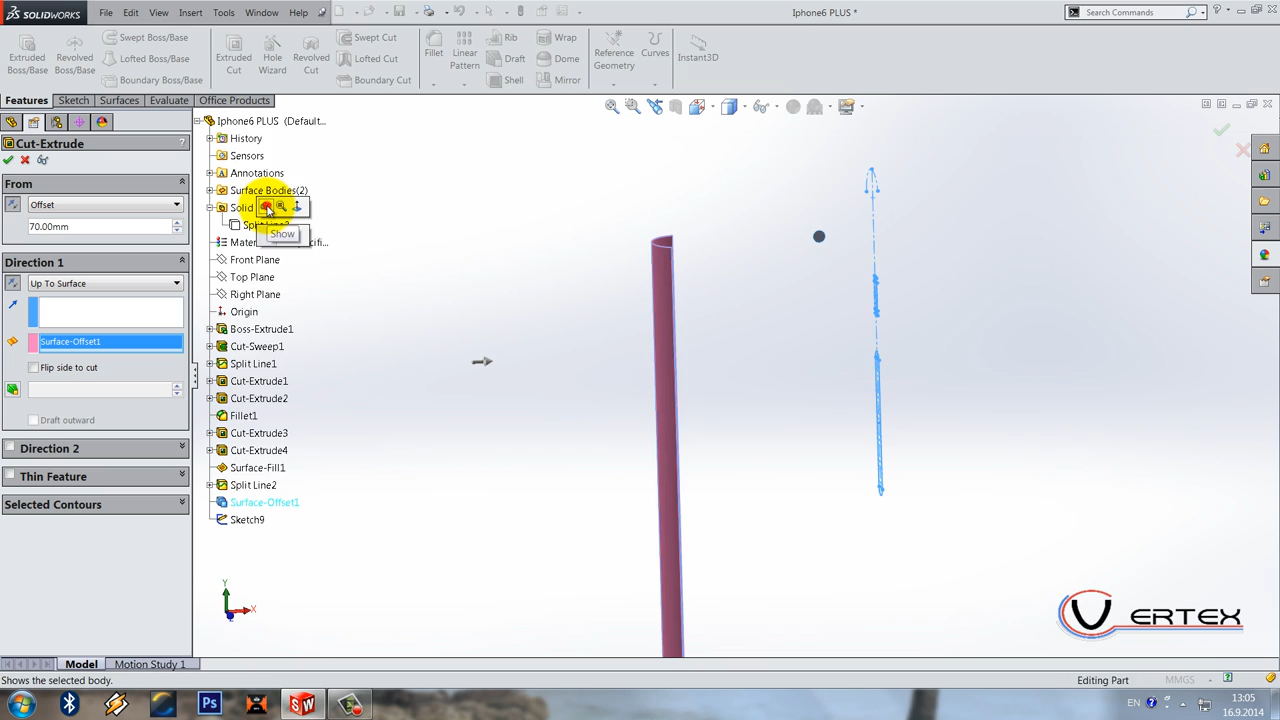 SOLIDWORKS
File
Edit
View
Insert
Tools
Window
Help
Iphone6 PLUS *
Search Commands
Extruded Boss/Base
Revolved Boss/Base
Swept Boss/Base
Lofted Boss/Base
Boundary Boss/Base
Extruded Cut
Hole Wizard
Revolved Cut
Swept Cut
Lofted Cut
Boundary Cut
Fillet
Linear Pattern
Rib
Draft
Shell
Wrap
Dome
Mirror
Reference Geometry
Curves
Instant3D
Features
Sketch
Surfaces
Evaluate
Office Products
Cut-Extrude
?
From
Offset
70.00mm
Direction 1
Up To Surface
Surface-Offset1
Flip side to cut
Draft outward
Direction 2
Thin Feature
Selected Contours
Iphone6 PLUS (Default...
History
Sensors
Annotations
Surface Bodies(2)
Solid
Show
Front Plane
Top Plane
Right Plane
Origin
Boss-Extrude1
Cut-Sweep1
Split Line1
Cut-Extrude1
Cut-Extrude2
Fillet1
Cut-Extrude3
Cut-Extrude4
Surface-Fill1
Split Line2
Surface-Offset1
Sketch9
Y
X
VERTEX
Model
Motion Study 1
Shows the selected body.
Editing Part
MMGS
Ps
SW
EN
13:05
16.9.2014